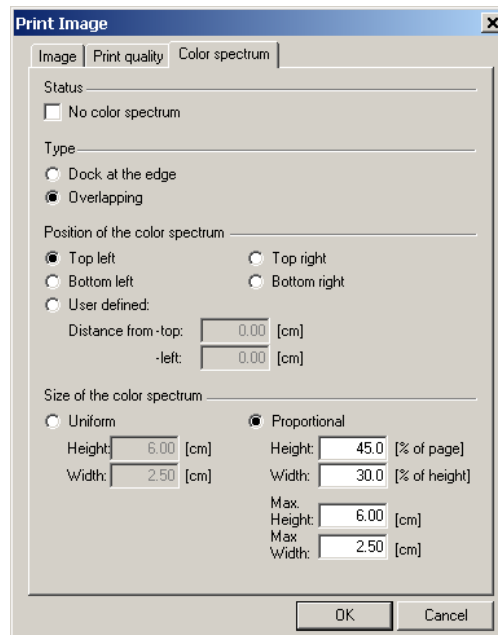 Print Image
Image Print quality Color spectrum
Status
No color spectrum
Type
Dock at the edge
Overlapping
Position of the color spectrum
Top left Top right
Bottom left Bottom right
User defined:
Distance from -top: 0.00 [cm]
-left: 0.00 [cm]
Size of the color spectrum
Uniform Proportional
Height: 6.00 [cm] Height: 45.0 [% of page]
Width: 2.50 [cm] Width: 30.0 [% of height]
Max.
Height: 6.00 [cm]
Max
Width: 2.50 [cm]
OK Cancel